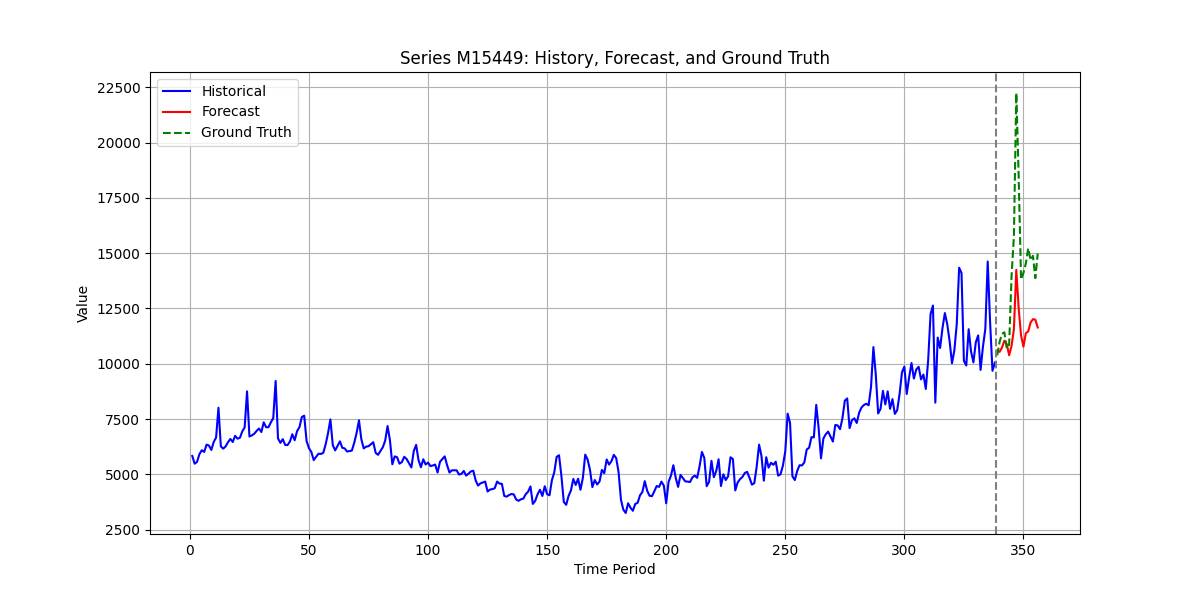 Series M15449: History, Forecast, and Ground Truth
Historical
Forecast
Ground Truth
22500
20000
17500
15000
12500
10000
7500
5000
2500
Value
0 50 100 150 200 250 300 350
Time Period